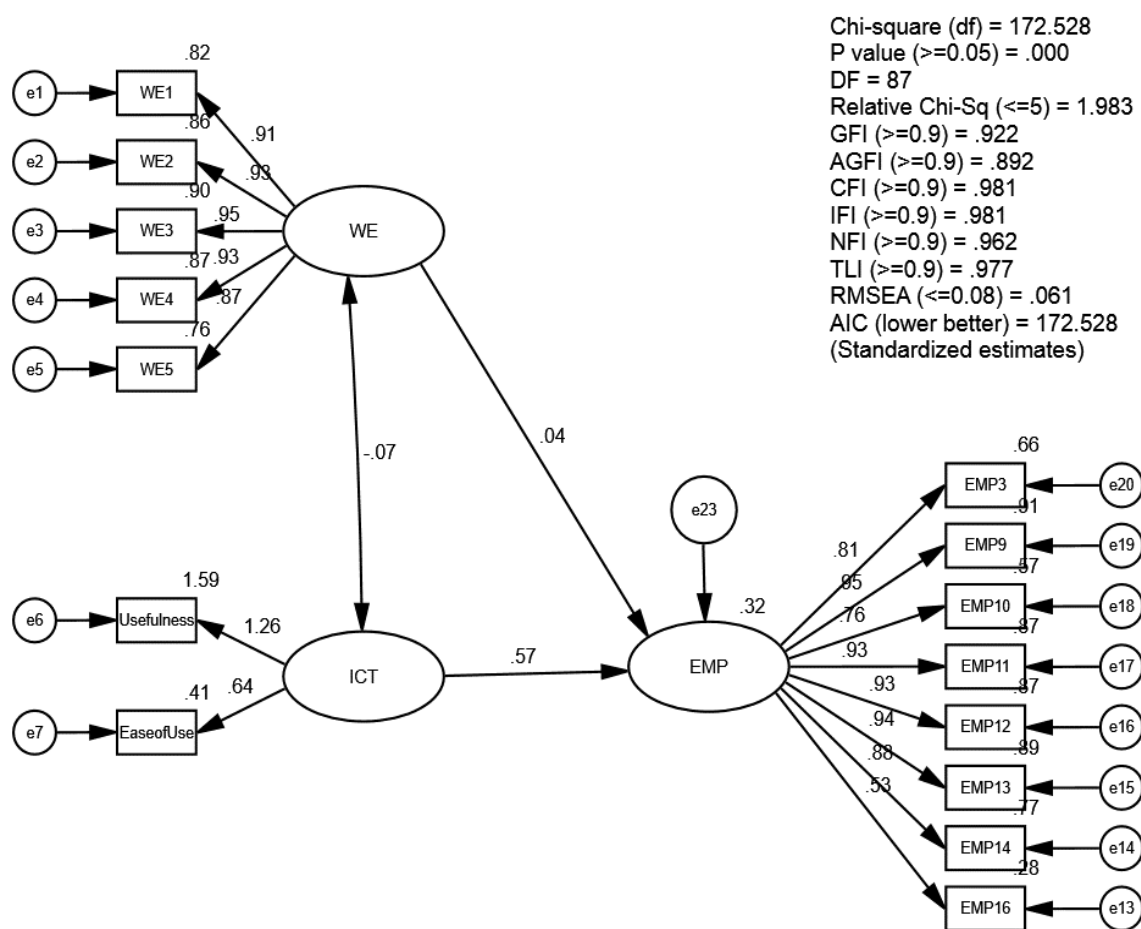 Chi-square (df) = 172.528
P value (>=0.05) = .000
DF = 87
Relative Chi-Sq (<=5) = 1.983
GFI (>=0.9) = .922
AGFI (>=0.9) = .892
CFI (>=0.9) = .981
IFI (>=0.9) = .981
NFI (>=0.9) = .962
TLI (>=0.9) = .977
RMSEA (<=0.08) = .061
AIC (lower better) = 172.528
(Standardized estimates)
.82
e1
WE1
.91
.86
e2
WE2
.93
.90
e3
WE3
.95
WE
.87
.93
e4
WE4
.87
.76
e5
WE5
-.07
.04
1.59
e6
Usefulness
1.26
ICT
.41
.64
e7
EaseofUse
.57
e23
.32
EMP
.66
EMP3
e20
.81
.91
EMP9
e19
.95
.57
EMP10
e18
.76
.87
EMP11
e17
.93
.87
EMP12
e16
.93
.89
EMP13
e15
.94
.77
EMP14
e14
.88
.28
EMP16
e13
.53